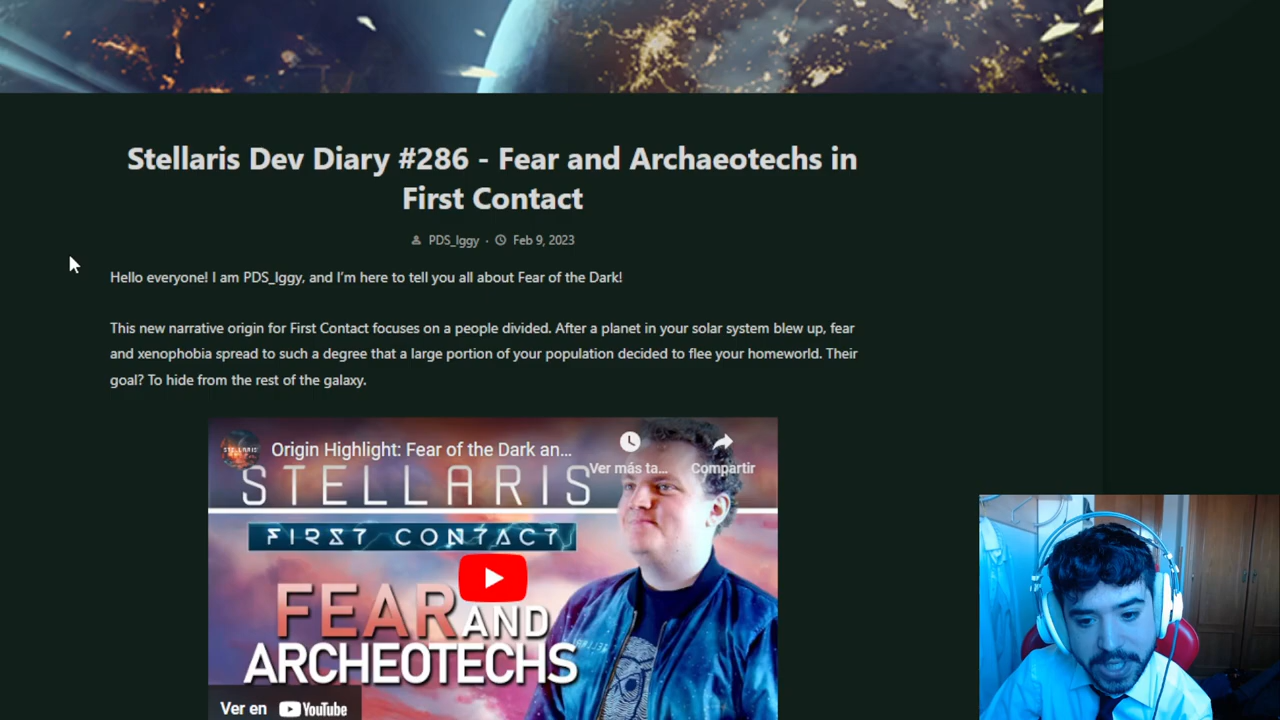 Stellaris Dev Diary #286 - Fear and Archaeotechs in
First Contact
PDS_Iggy · Feb 9, 2023
Hello everyone! I am PDS_Iggy, and I'm here to tell you all about Fear of the Dark!
This new narrative origin for First Contact focuses on a people divided. After a planet in your solar system blew up, fear
and xenophobia spread to such a degree that a large portion of your population decided to flee your homeworld. Their
goal? To hide from the rest of the galaxy.
STELLARIS
Origin Highlight: Fear of the Dark an...
Ver más ta...
Compartir
STELLARIS
FIRST CONTACT
FEAR AND
ARCHEOTECHS
Ver en YouTube